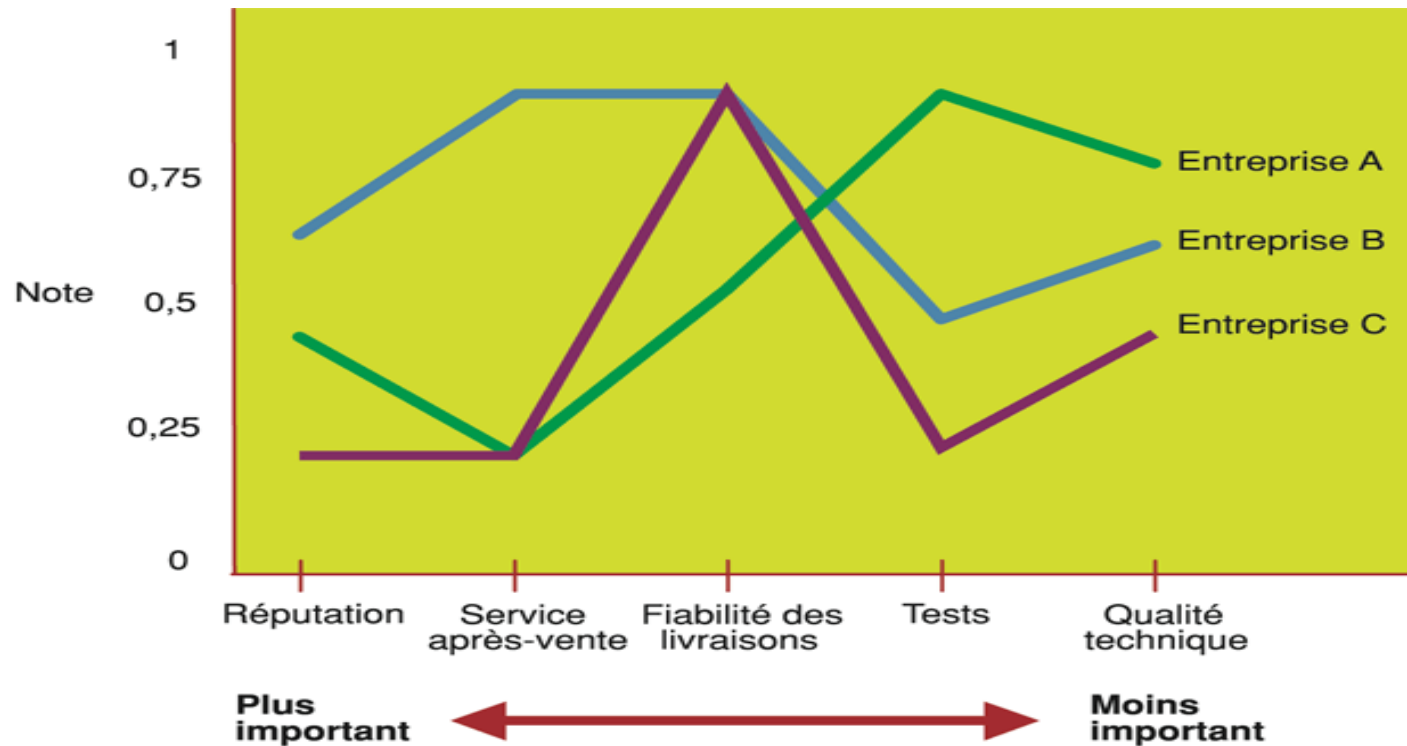 1
0,75
Note
0,5
0,25
0
Entreprise A
Entreprise B
Entreprise C
Réputation
Service
après-vente
Fiabilité des
livraisons
Tests
Qualité
technique
Plus
important
Moins
important